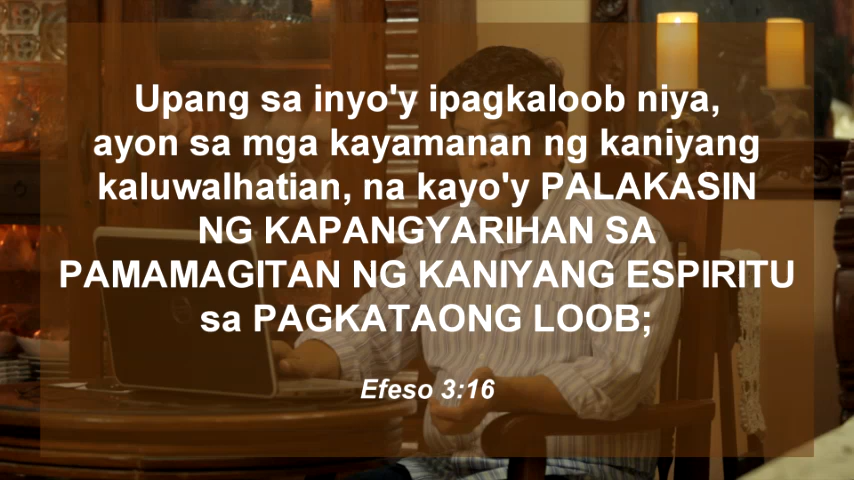 Upang sa inyo'y ipagkaloob niya,
ayon sa mga kayamanan ng kaniyang
kaluwalhatian, na kayo'y PALAKASIN
NG KAPANGYARIHAN SA
PAMAMAGITAN NG KANIYANG ESPIRITU
sa PAGKATAONG LOOB;
Efeso 3:16